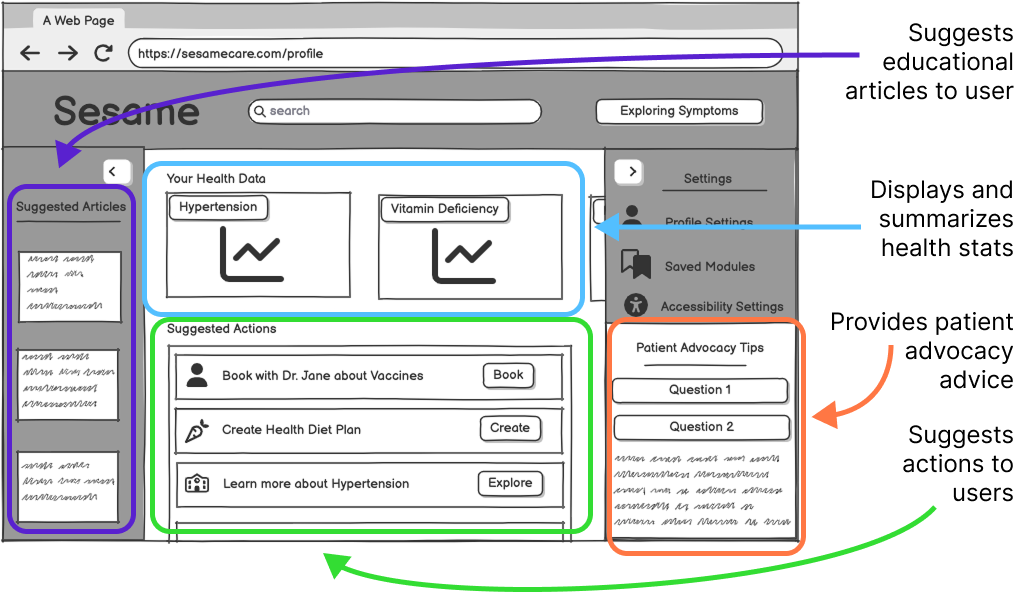 A Web Page
https://sesamecare.com/profile
Sesame
search
Exploring Symptoms
Suggested Articles
Your Health Data
Hypertension
Vitamin Deficiency
Suggested Actions
Book with Dr. Jane about Vaccines
Book
Create Health Diet Plan
Create
Learn more about Hypertension
Explore
Settings
Profile Settings
Saved Modules
Accessibility Settings
Patient Advocacy Tips
Question 1
Question 2
Suggests
educational
articles to user
Displays and
summarizes
health stats
Provides patient
advocacy
advice
Suggests
actions to
users